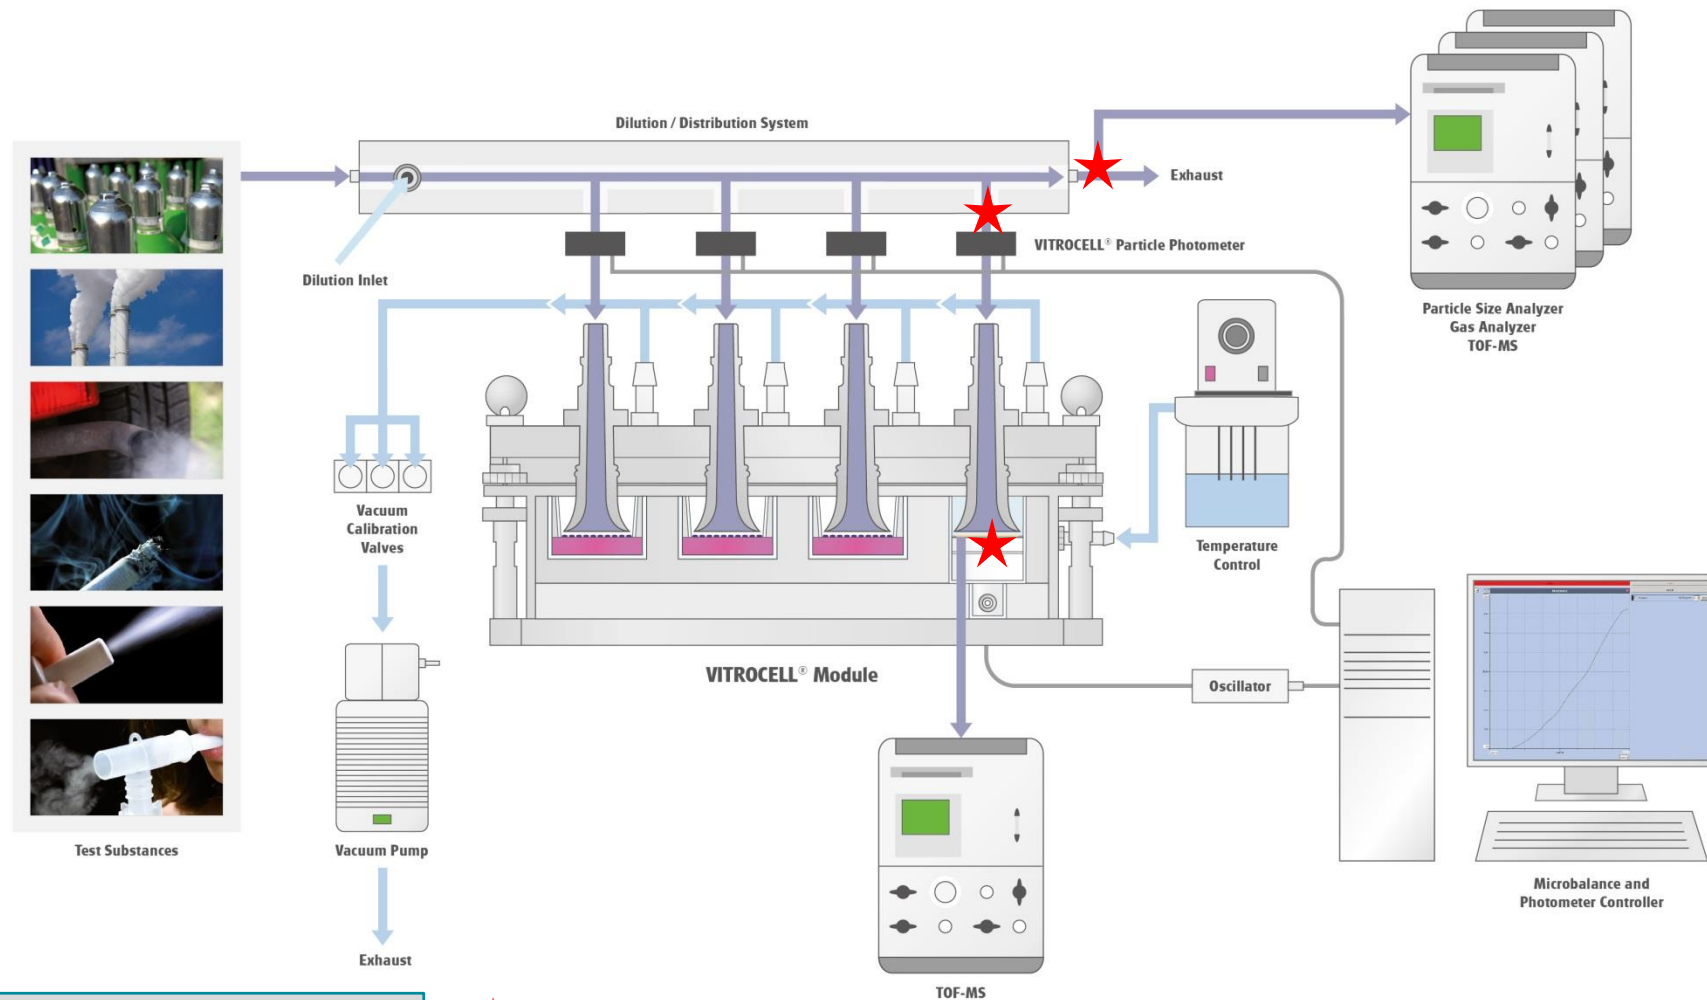 Dilution / Distribution System
Exhaust
VITROCELL® Particle Photometer
Dilution Inlet
Particle Size Analyzer
Gas Analyzer
TOF-MS
Vacuum
Calibration
Valves
Temperature
Control
VITROCELL® Module
Oscillator
Test Substances
Vacuum Pump
Microbalance and
Photometer Controller
Exhaust
TOF-MS